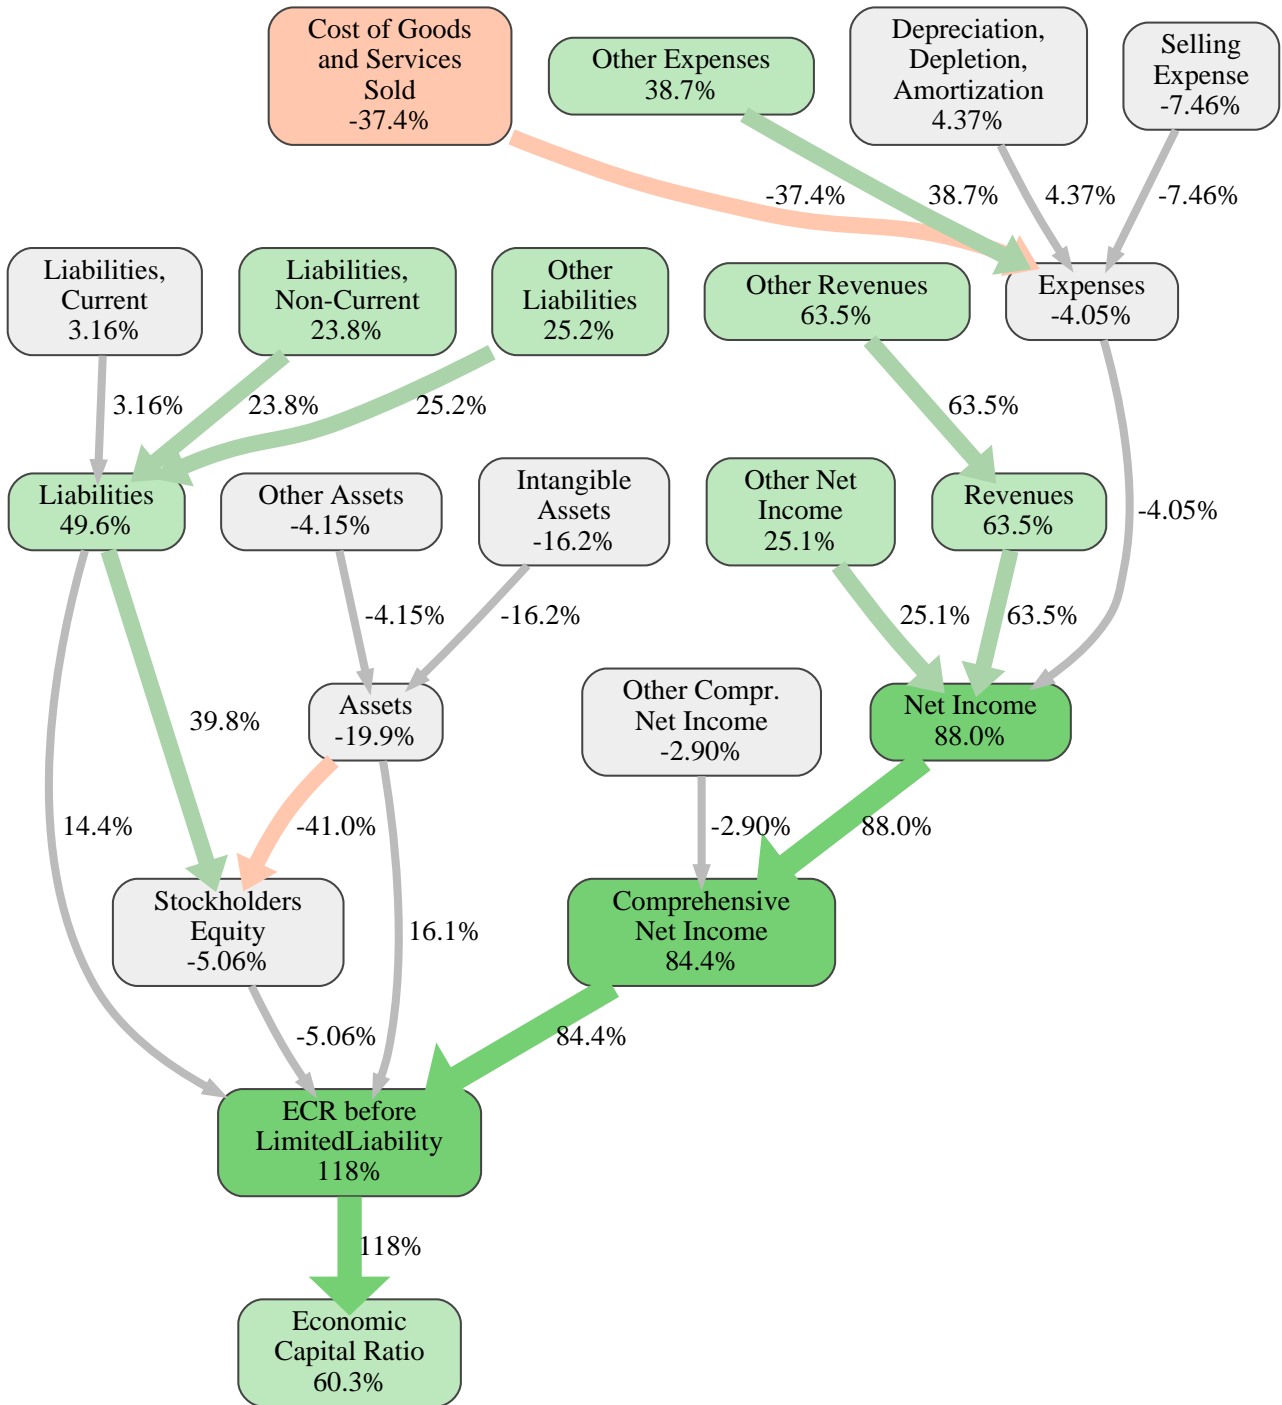 Cost of Goods
and Services
Sold
-37.4%
Other Expenses
38.7%
Depreciation,
Depletion,
Amortization
4.37%
Selling
Expense
-7.46%
-37.4%
38.7%
4.37%
-7.46%
Liabilities,
Current
3.16%
Liabilities,
Non-Current
23.8%
Other
Liabilities
25.2%
Other Revenues
63.5%
Expenses
-4.05%
3.16%
23.8%
25.2%
63.5%
Liabilities
49.6%
Other Assets
-4.15%
Intangible
Assets
-16.2%
Other Net
Income
25.1%
Revenues
63.5%
-4.05%
-4.15%
-16.2%
25.1%
63.5%
39.8%
Assets
-19.9%
Other Compr.
Net Income
-2.90%
Net Income
88.0%
14.4%
-41.0%
-2.90%
88.0%
Stockholders
Equity
-5.06%
16.1%
Comprehensive
Net Income
84.4%
-5.06%
84.4%
ECR before
LimitedLiability
118%
118%
Economic
Capital Ratio
60.3%